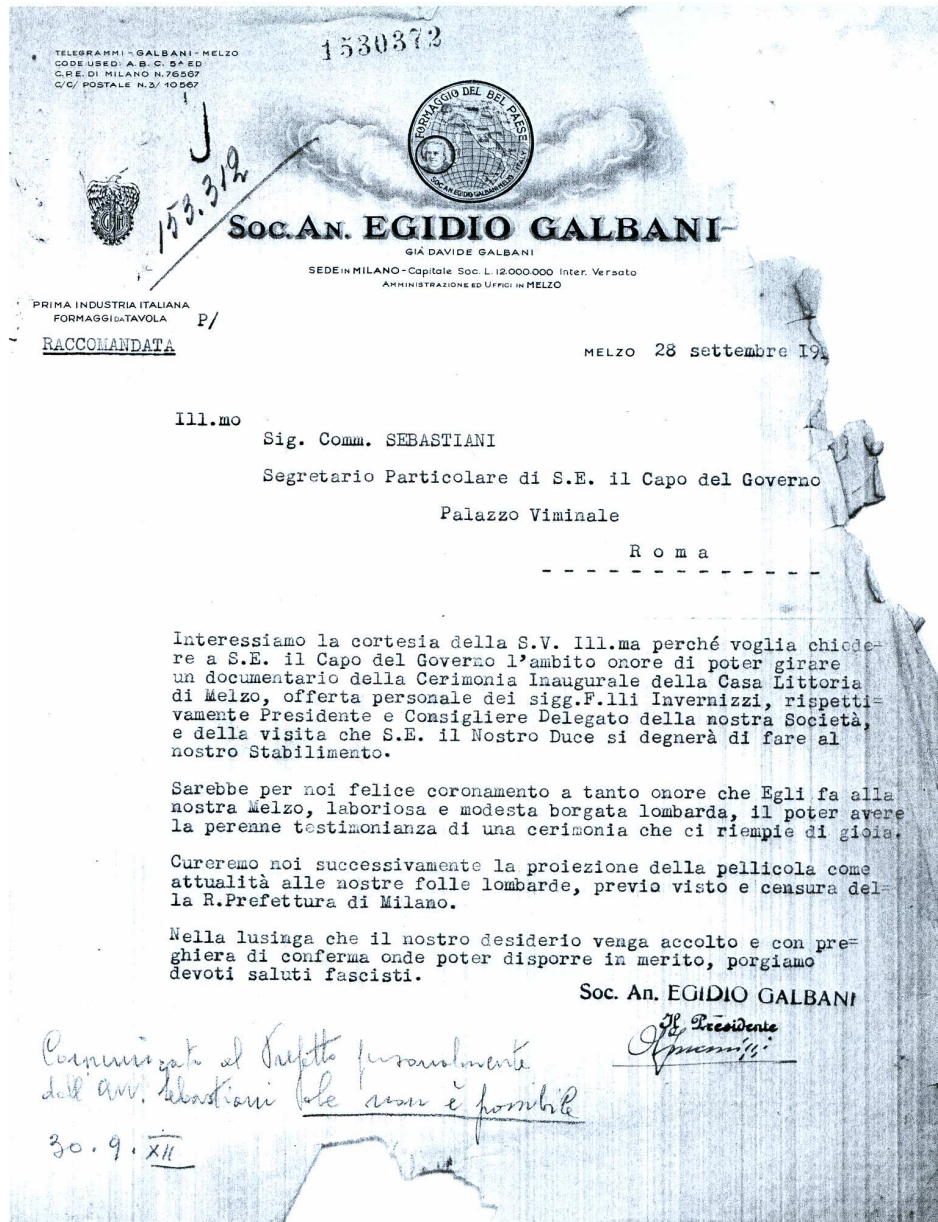 TELEGRAMMI - GALBANI - MELZO
CODE USED: A.B.C. 5ª ED
C.P.E. DI MILANO N. 76567
C/C/ POSTALE N. 3/ 10567
1530372
153.312
FORMAGGIO DEL BEL PAESE
SOC. AN. EGIDIO GALBANI MELZO (ITALY)
SOC. AN. EGIDIO GALBANI
GIÀ DAVIDE GALBANI
SEDE IN MILANO - Capitale Soc. L. 12.000.000 Inter. Versato
AMMINISTRAZIONE ED UFFICI IN MELZO
PRIMA INDUSTRIA ITALIANA
FORMAGGI DA TAVOLA
P/
RACCOMANDATA
MELZO 28 settembre I9
Ill.mo
Sig. Comm. SEBASTIANI
Segretario Particolare di S.E. il Capo del Governo
Palazzo Viminale
R o m a
Interessiamo la cortesia della S.V. Ill.ma perché voglia chiede=
re a S.E. il Capo del Governo l'ambito onore di poter girare
un documentario della Cerimonia Inaugurale della Casa Littoria
di Melzo, offerta personale dei sigg.F.lli Invernizzi, rispetti=
vamente Presidente e Consigliere Delegato della nostra Società,
e della visita che S.E. il Nostro Duce si degnerà di fare al
nostro Stabilimento.
Sarebbe per noi felice coronamento a tanto onore che Egli fa alla
nostra Melzo, laboriosa e modesta borgata lombarda, il poter avere
la perenne testimonianza di una cerimonia che ci riempie di gioia.
Cureremo noi successivamente la proiezione della pellicola come
attualità alle nostre folle lombarde, previo visto e censura del=
la R.Prefettura di Milano.
Nella lusinga che il nostro desiderio venga accolto e con pre=
ghiera di conferma onde poter disporre in merito, porgiamo
devoti saluti fascisti.
Soc. An. EGIDIO GALBANI
Il Presidente
Comunicato al Prefetto personalmente
dall'On. Sebastiani che non è possibile
30.9.XII